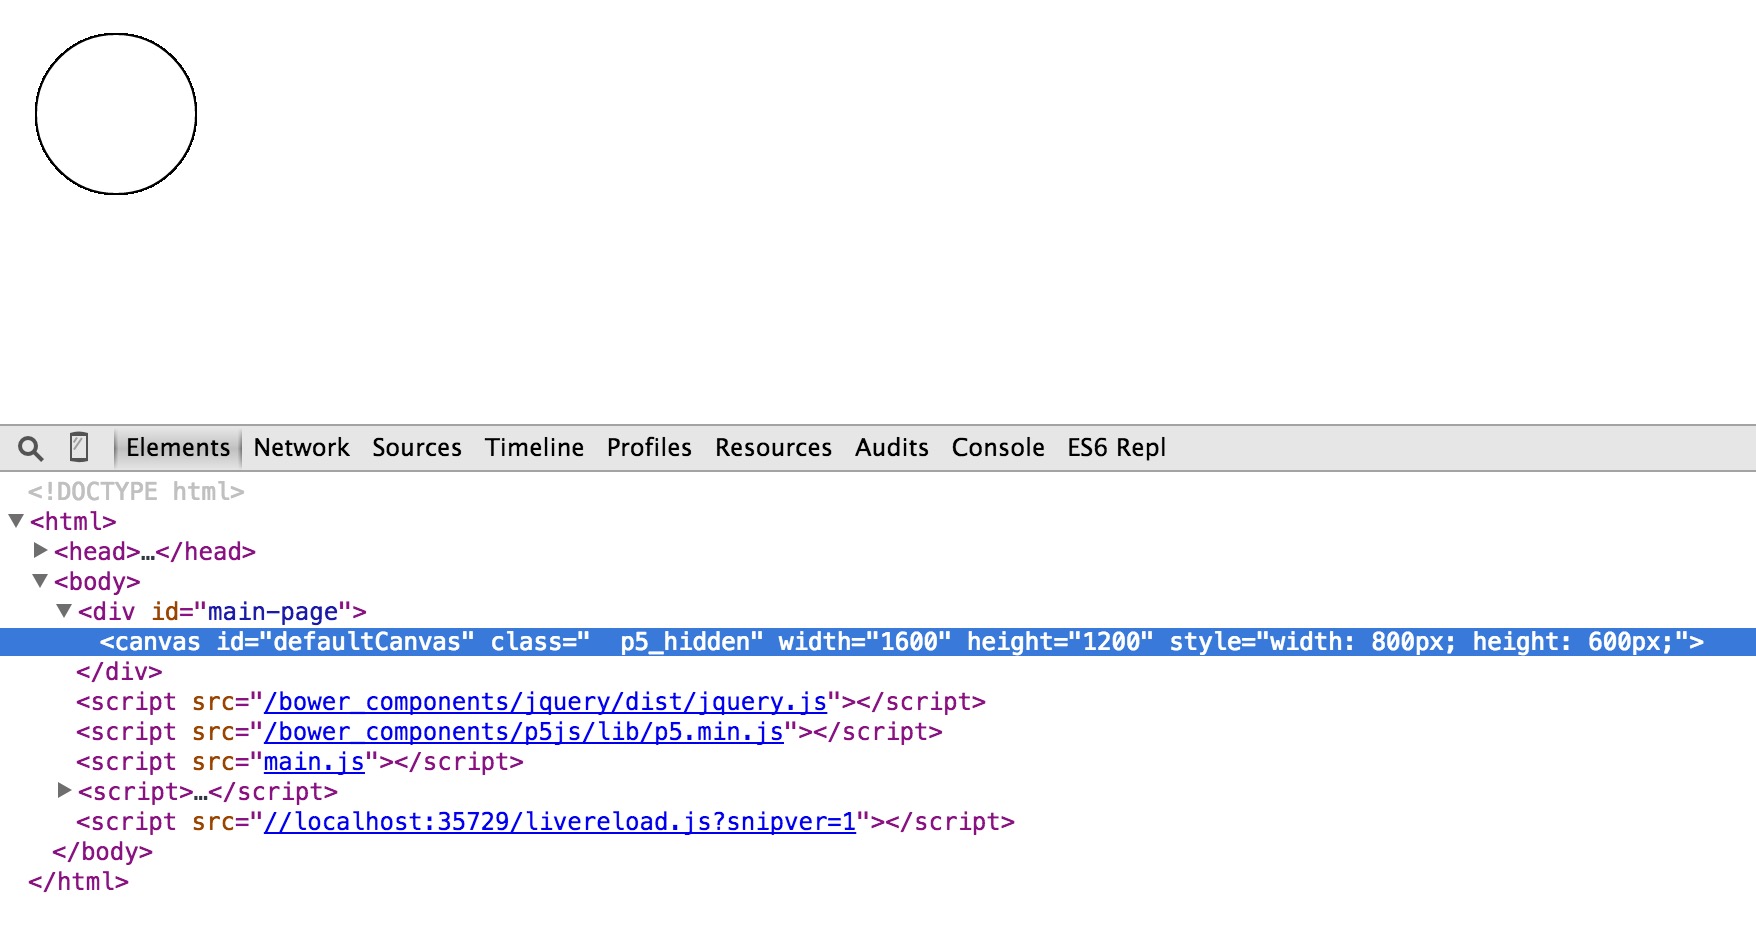 Elements Network Sources Timeline Profiles Resources Audits Console ES6 Repl
<!DOCTYPE html>
<html>
<head>…</head>
<body>
<div id="main-page">
<canvas id="defaultCanvas" class="  p5_hidden" width="1600" height="1200" style="width: 800px; height: 600px;">
</div>
<script src="/bower_components/jquery/dist/jquery.js"></script>
<script src="/bower_components/p5js/lib/p5.min.js"></script>
<script src="main.js"></script>
<script>…</script>
<script src="//localhost:35729/livereload.js?snipver=1"></script>
</body>
</html>